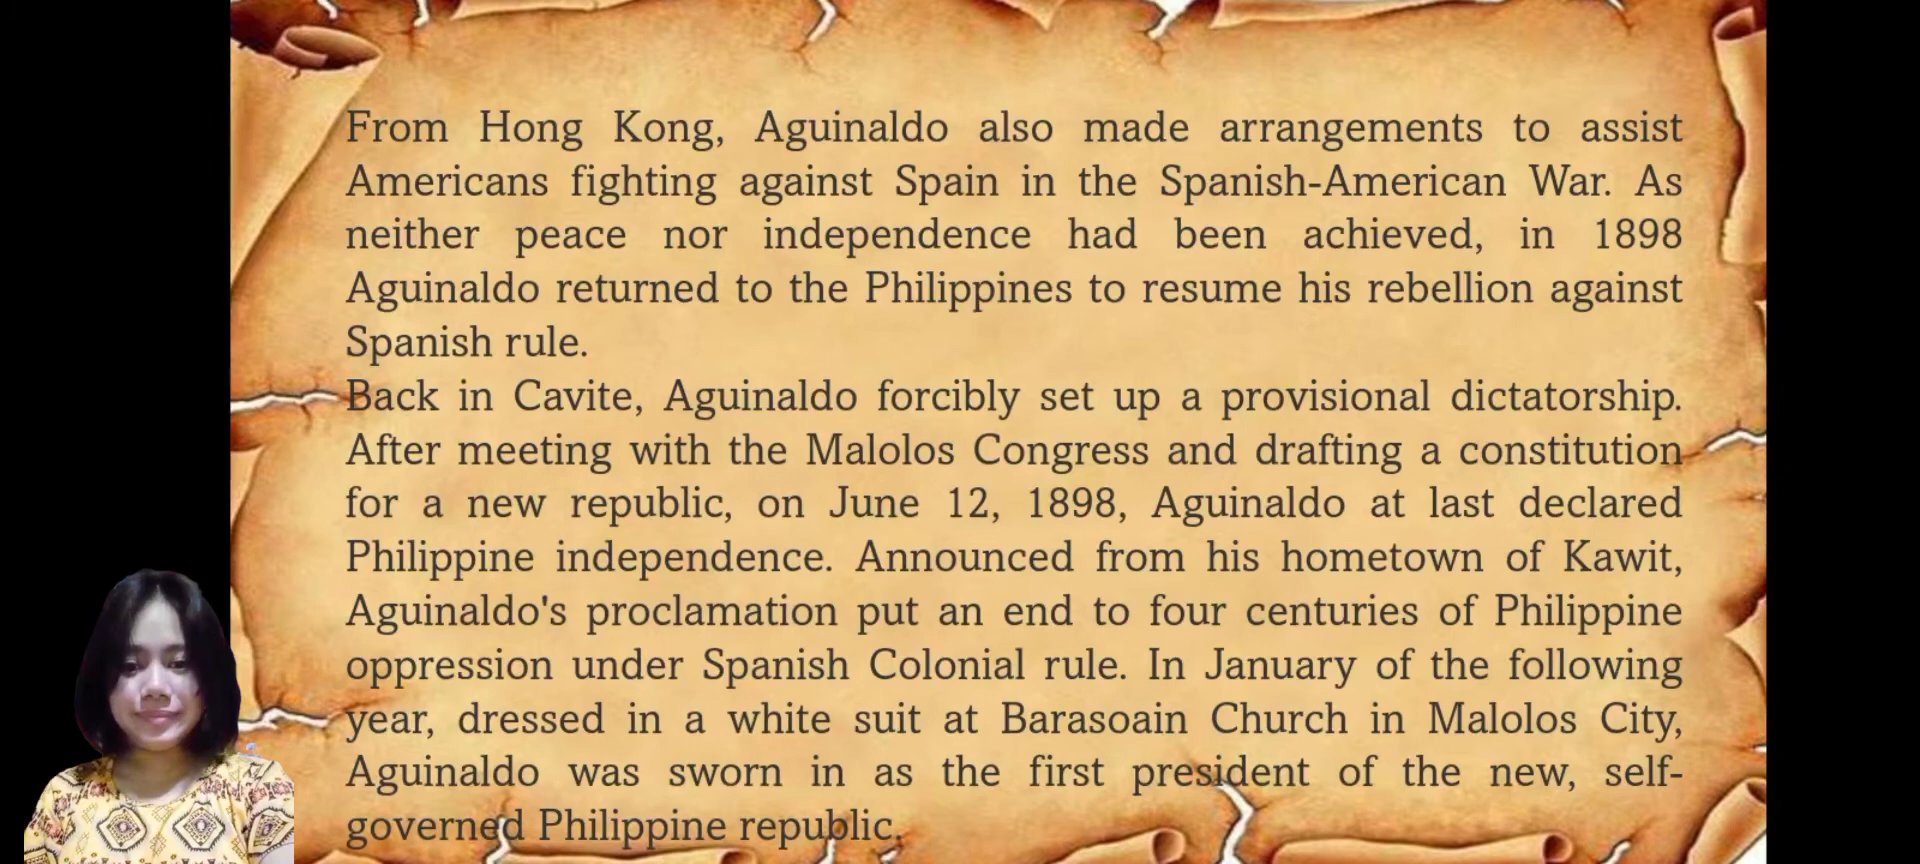 From Hong Kong, Aguinaldo also made arrangements to assist
Americans fighting against Spain in the Spanish-American War. As
neither peace nor independence had been achieved, in 1898
Aguinaldo returned to the Philippines to resume his rebellion against
Spanish rule.
Back in Cavite, Aguinaldo forcibly set up a provisional dictatorship.
After meeting with the Malolos Congress and drafting a constitution
for a new republic, on June 12, 1898, Aguinaldo at last declared
Philippine independence. Announced from his hometown of Kawit,
Aguinaldo's proclamation put an end to four centuries of Philippine
oppression under Spanish Colonial rule. In January of the following
year, dressed in a white suit at Barasoain Church in Malolos City,
Aguinaldo was sworn in as the first president of the new, self-
governed Philippine republic.